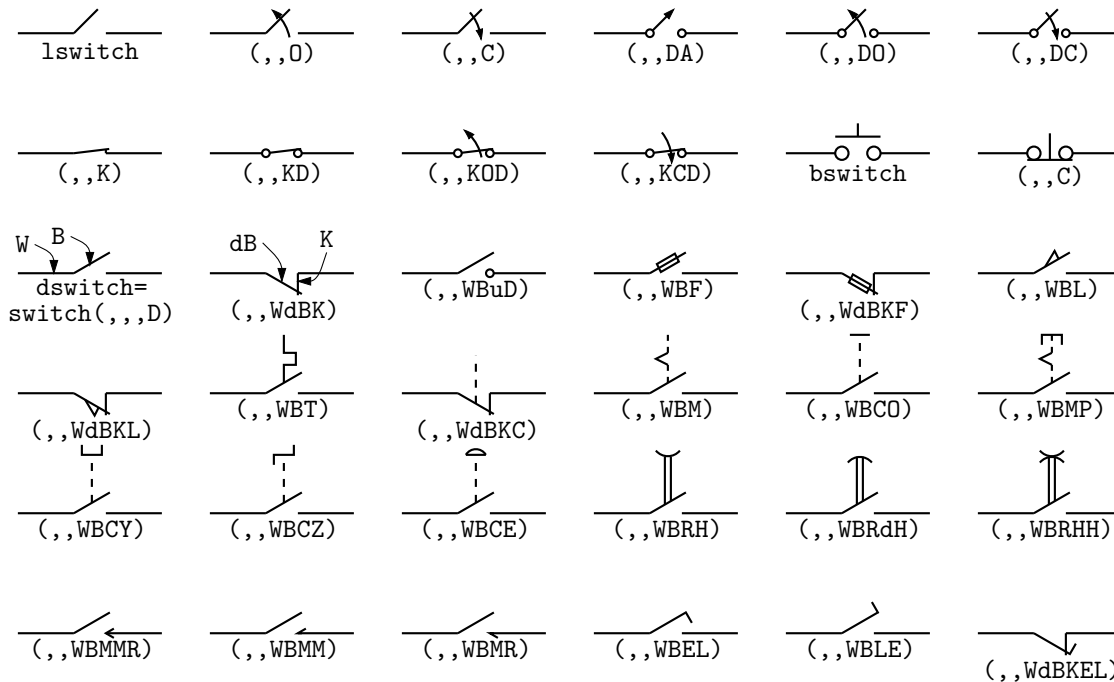 lswitch
(,,O)
(,,C)
(,,DA)
(,,DO)
(,,DC)
(,,K)
(,,KD)
(,,KOD)
(,,KCD)
bswitch
(,,C)
W
B
dswitch=
switch(,,,D)
dB
K
(,,WdBK)
(,,WBuD)
(,,WBF)
(,,WdBKF)
(,,WBL)
(,,WdBKL)
(,,WBT)
(,,WdBKC)
(,,WBM)
(,,WBCO)
(,,WBMP)
(,,WBCY)
(,,WBCZ)
(,,WBCE)
(,,WBRH)
(,,WBRdH)
(,,WBRHH)
(,,WBMMR)
(,,WBMM)
(,,WBMR)
(,,WBEL)
(,,WBLE)
(,,WdBKEL)